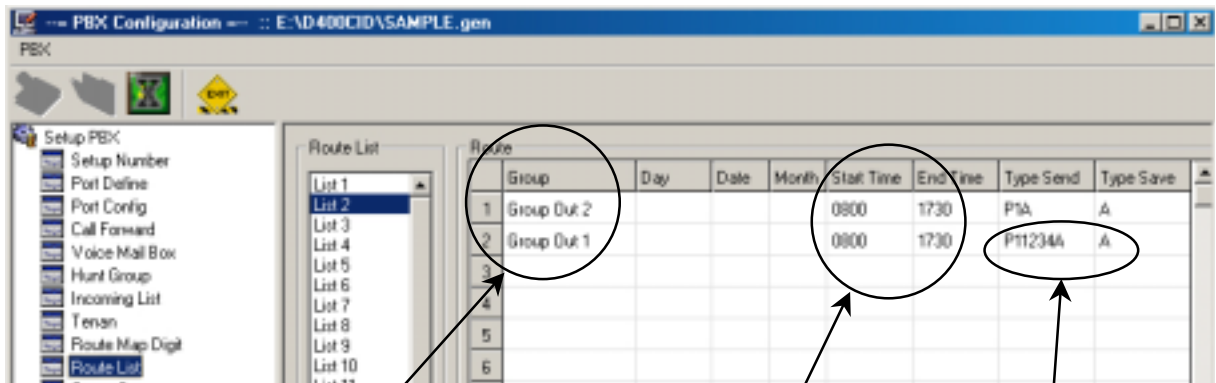 --- PBX Configuration --- :: E:\D400CID\SAMPLE.gen
PBX
EXIT
Setup PBX
Setup Number
Port Define
Port Config
Call Forward
Voice Mail Box
Hunt Group
Incoming List
Tenan
Route Map Digit
Route List
Route List
List 1
List 2
List 3
List 4
List 5
List 6
List 7
List 8
List 9
List 10
List 11
Route
Group Day Date Month Start Time End Time Type Send Type Save
1 Group Out 2 0800 1730 P1A A
2 Group Out 1 0800 1730 P11234A A
3
4
5
6